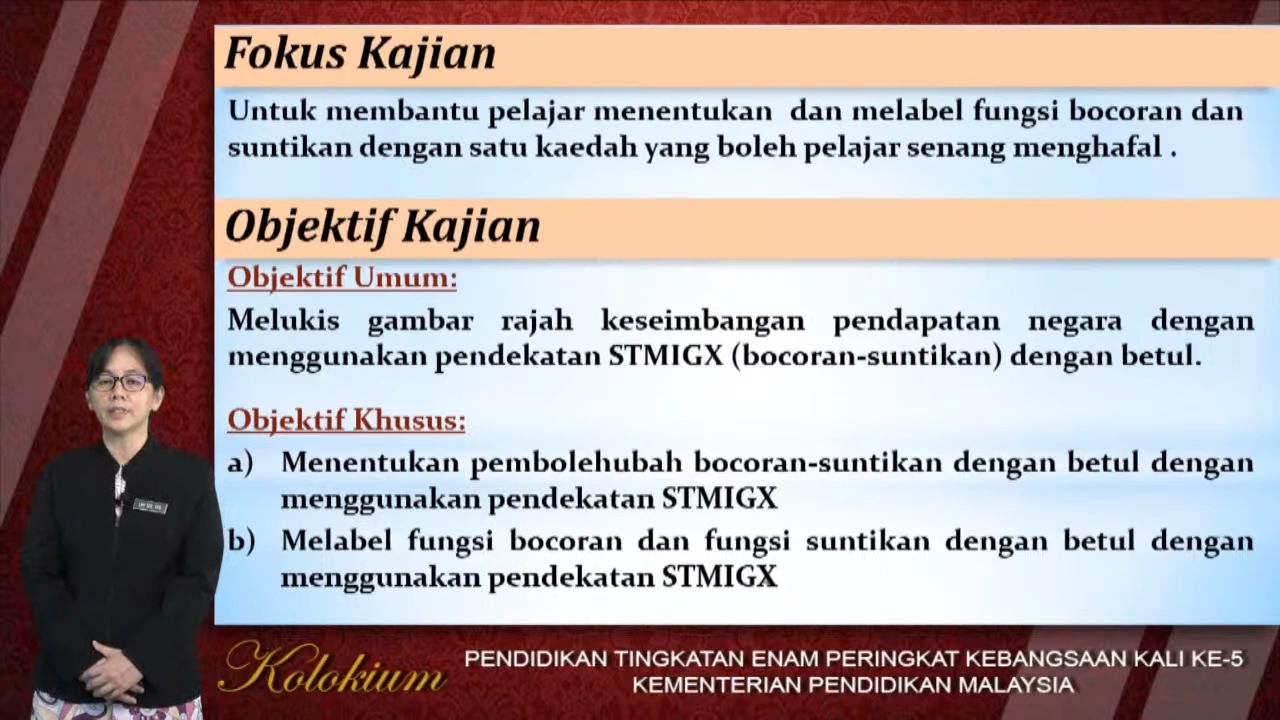 Fokus Kajian
Untuk membantu pelajar menentukan dan melabel fungsi bocoran dan
suntikan dengan satu kaedah yang boleh pelajar senang menghafal .
Objektif Kajian
Objektif Umum:
Melukis gambar rajah keseimbangan pendapatan negara dengan
menggunakan pendekatan STMIGX (bocoran-suntikan) dengan betul.
Objektif Khusus:
a) Menentukan pembolehubah bocoran-suntikan dengan betul dengan
menggunakan pendekatan STMIGX
b) Melabel fungsi bocoran dan fungsi suntikan dengan betul dengan
menggunakan pendekatan STMIGX
Kolokium
PENDIDIKAN TINGKATAN ENAM PERINGKAT KEBANGSAAN KALI KE-5
KEMENTERIAN PENDIDIKAN MALAYSIA